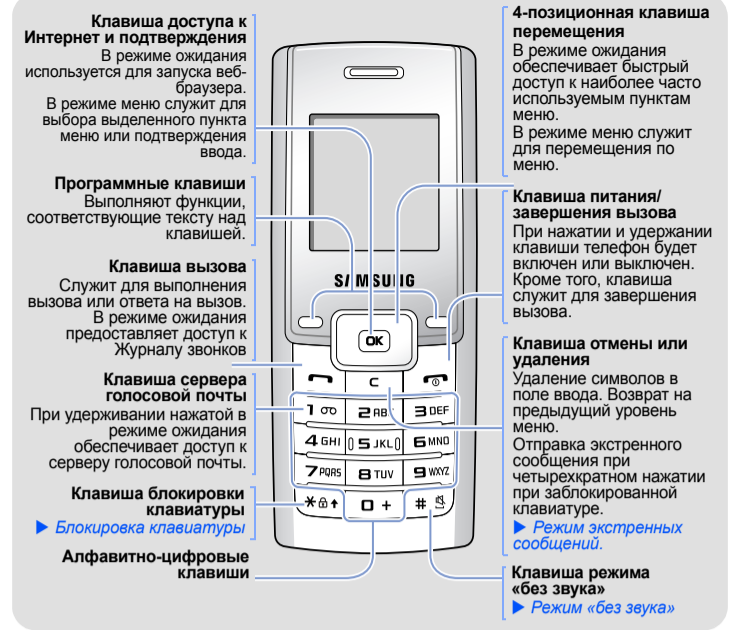 Клавиша доступа к
Интернет и подтверждения
В режиме ожидания
используется для запуска веб-
браузера.
В режиме меню служит для
выбора выделенного пункта
меню или подтверждения
ввода.
Программные клавиши
Выполняют функции,
соответствующие тексту над
клавишей.
Клавиша вызова
Служит для выполнения
вызова или ответа на вызов.
В режиме ожидания
предоставляет доступ к
Журналу звонков
Клавиша сервера
голосовой почты
При удерживании нажатой в
режиме ожидания
обеспечивает доступ к
серверу голосовой почты.
Клавиша блокировки
клавиатуры
► Блокировка клавиатуры
Алфавитно-цифровые
клавиши
SAMSUNG
OK
C
1
2 ABC
3 DEF
4 GHI
5 JKL
6 MNO
7 PQRS
8 TUV
9 WXYZ
*
0 +
#
4-позиционная клавиша
перемещения
В режиме ожидания
обеспечивает быстрый
доступ к наиболее часто
используемым пунктам
меню.
В режиме меню служит
для перемещения по
меню.
Клавиша питания/
завершения вызова
При нажатии и удержании
клавиши телефон будет
включен или выключен.
Кроме того, клавиша
служит для завершения
вызова.
Клавиша отмены или
удаления
Удаление символов в
поле ввода. Возврат на
предыдущий уровень
меню.
Отправка экстренного
сообщения при
четырехкратном нажатии
при заблокированной
клавиатуре.
► Режим экстренных
сообщений.
Клавиша режима
«без звука»
► Режим «без звука»